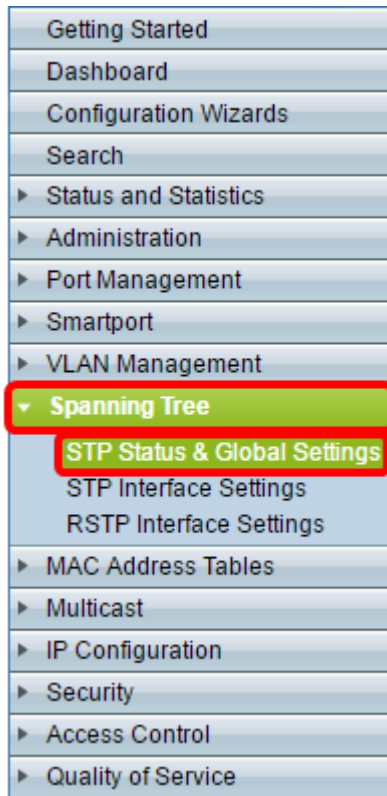 Getting Started
Dashboard
Configuration Wizards
Search
Status and Statistics
Administration
Port Management
Smartport
VLAN Management
Spanning Tree
STP Status & Global Settings
STP Interface Settings
RSTP Interface Settings
MAC Address Tables
Multicast
IP Configuration
Security
Access Control
Quality of Service